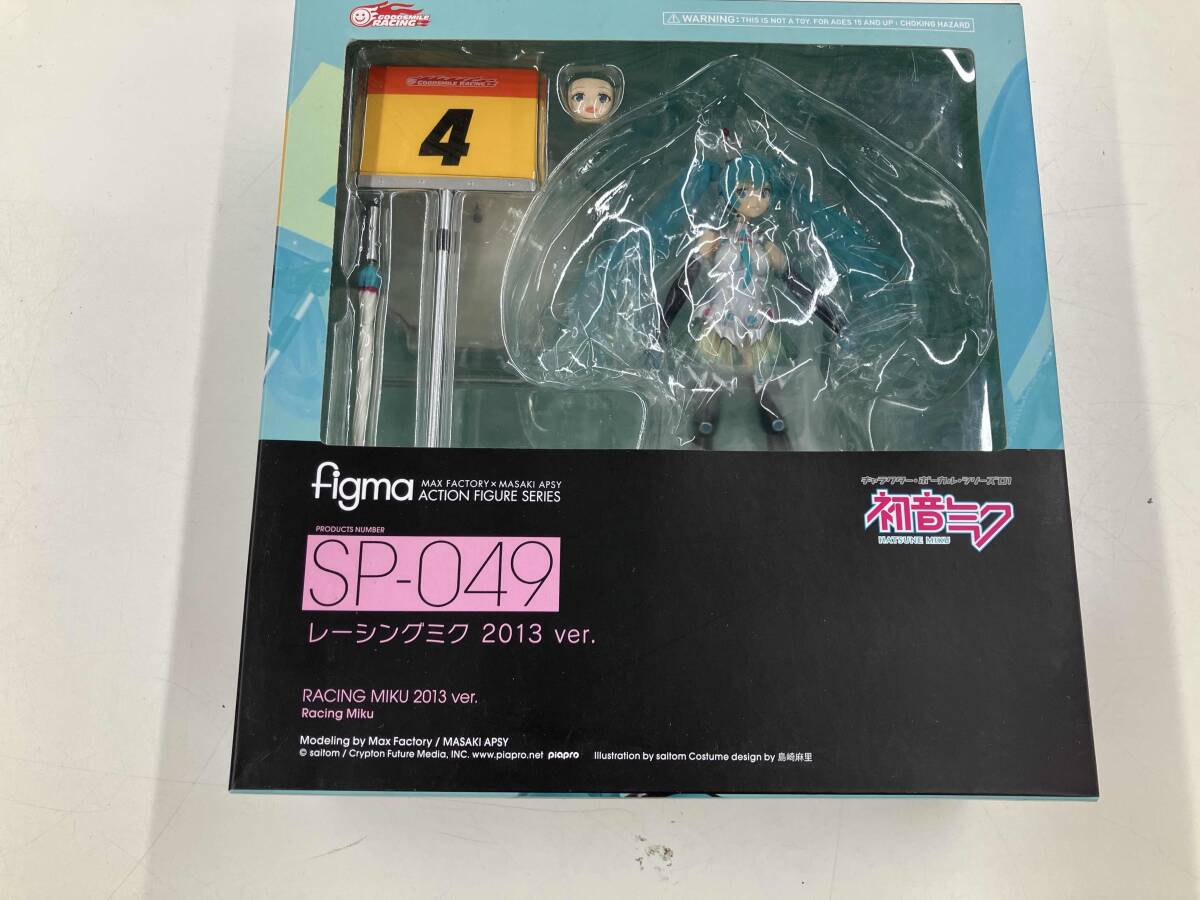 GOODSMILE
RACING
⚠ WARNING: THIS IS NOT A TOY. FOR AGES 15 AND UP : CHOKING HAZARD
GOODSMILE RACING
4
figma
MAX FACTORY × MASAKI APSY
ACTION FIGURE SERIES
キャラクター・ボーカル・シリーズ01
初音ミク
HATSUNE MIKU
PRODUCTS NUMBER
SP-049
レーシングミク 2013 ver.
RACING MIKU 2013 ver.
Racing Miku
Modeling by Max Factory / MASAKI APSY
© saitom / Crypton Future Media, INC. www.piapro.net piapro Illustration by saitom Costume design by 島崎麻里